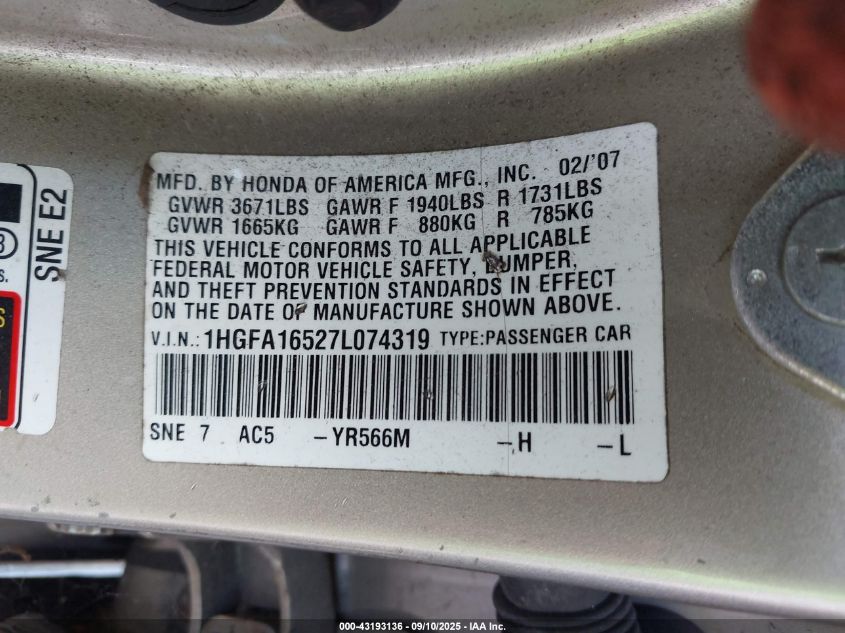 MFD. BY HONDA OF AMERICA MFG., INC. 02/'07
GVWR 3671LBS GAWR F 1940LBS R 1731LBS
GVWR 1665KG GAWR F 880KG R 785KG
THIS VEHICLE CONFORMS TO ALL APPLICABLE
FEDERAL MOTOR VEHICLE SAFETY, BUMPER,
AND THEFT PREVENTION STANDARDS IN EFFECT
ON THE DATE OF MANUFACTURE SHOWN ABOVE.
V.I.N.: 1HGFA16527L074319 TYPE:PASSENGER CAR
SNE 7 AC5 -YR566M -H -L
SNE E2
000-43193136 - 09/10/2025 - IAA Inc.